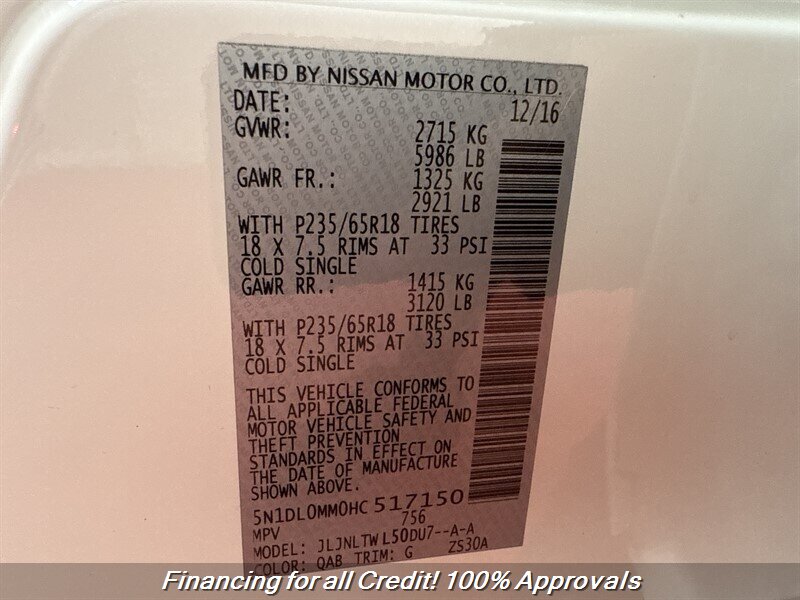 MFD BY NISSAN MOTOR CO., LTD.
DATE: 12/16
GVWR: 2715 KG
5986 LB
GAWR FR.: 1325 KG
2921 LB
WITH P235/65R18 TIRES
18 X 7.5 RIMS AT 33 PSI
COLD SINGLE
GAWR RR.: 1415 KG
3120 LB
WITH P235/65R18 TIRES
18 X 7.5 RIMS AT 33 PSI
COLD SINGLE
THIS VEHICLE CONFORMS TO
ALL APPLICABLE FEDERAL
MOTOR VEHICLE SAFETY AND
THEFT PREVENTION
STANDARDS IN EFFECT ON
THE DATE OF MANUFACTURE
SHOWN ABOVE.
5N1DL0MM0HC517150
MPV 756
MODEL: JLJNLTWL50DU7--A-A
COLOR: QAB TRIM: G ZS30A
Financing for all Credit! 100% Approvals